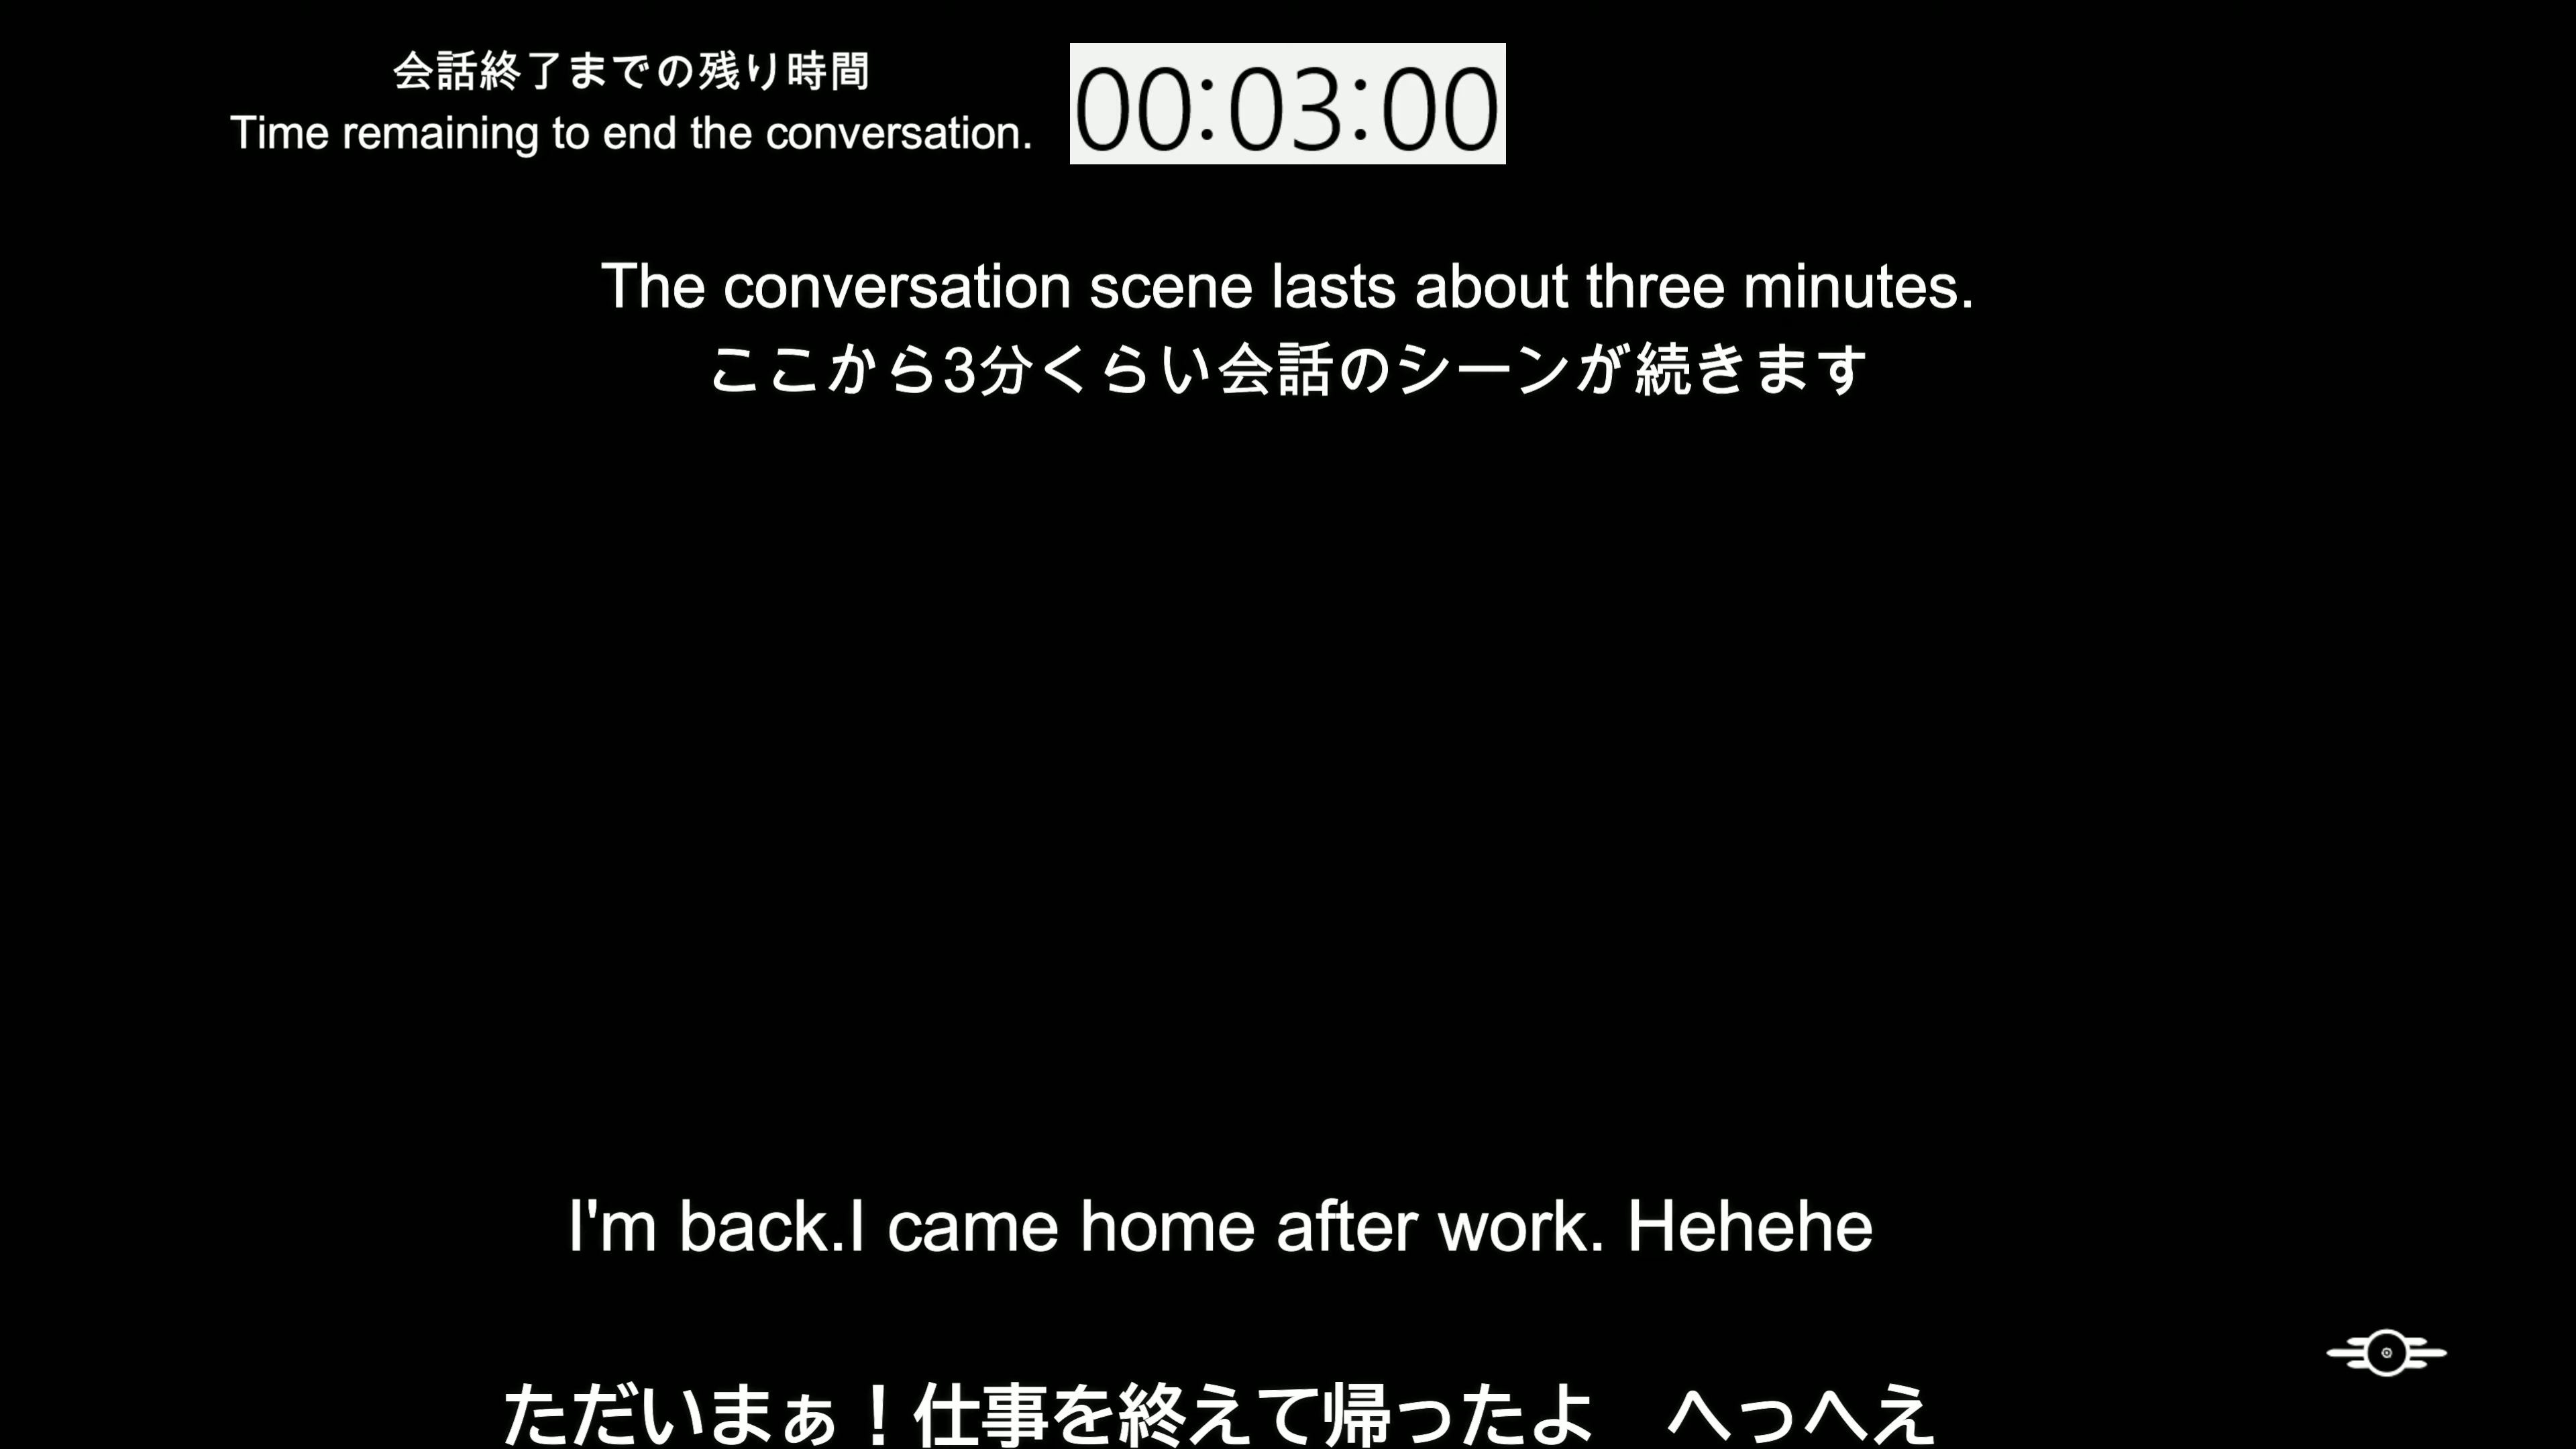 会話終了までの残り時間
Time remaining to end the conversation.
00:03:00
The conversation scene lasts about three minutes.
ここから3分くらい会話のシーンが続きます
I'm back.I came home after work. Hehehe
ただいまぁ！仕事を終えて帰ったよ　へっへえ